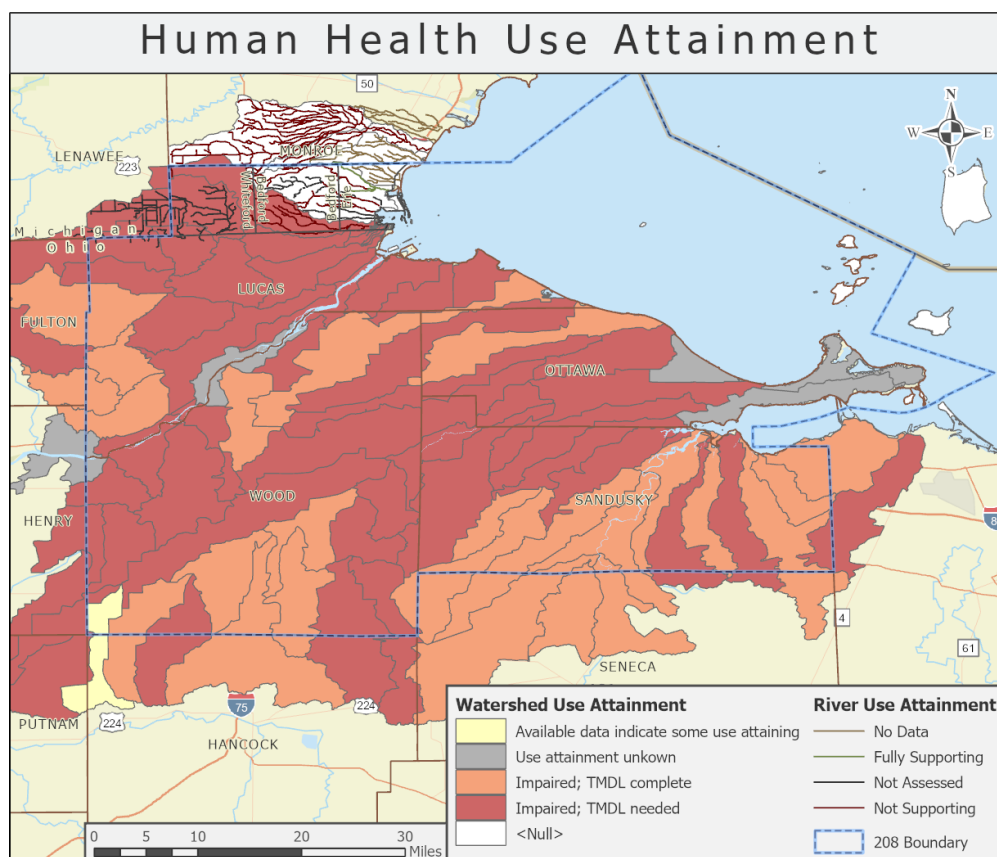 Human Health Use Attainment
50
N
W
E
S
LENAWEE
223
MONROE
Whiteford
Bedford
Bedford
Erie
Michigan
Ohio
LUCAS
FULTON
OTTAWA
WOOD
SANDUSKY
HENRY
8
4
61
SENECA
PUTNAM
224
75
224
HANCOCK
Watershed Use Attainment
Available data indicate some use attaining
Use attainment unkown
Impaired; TMDL complete
Impaired; TMDL needed
<Null>
River Use Attainment
No Data
Fully Supporting
Not Assessed
Not Supporting
208 Boundary
0 5 10 20 30
Miles